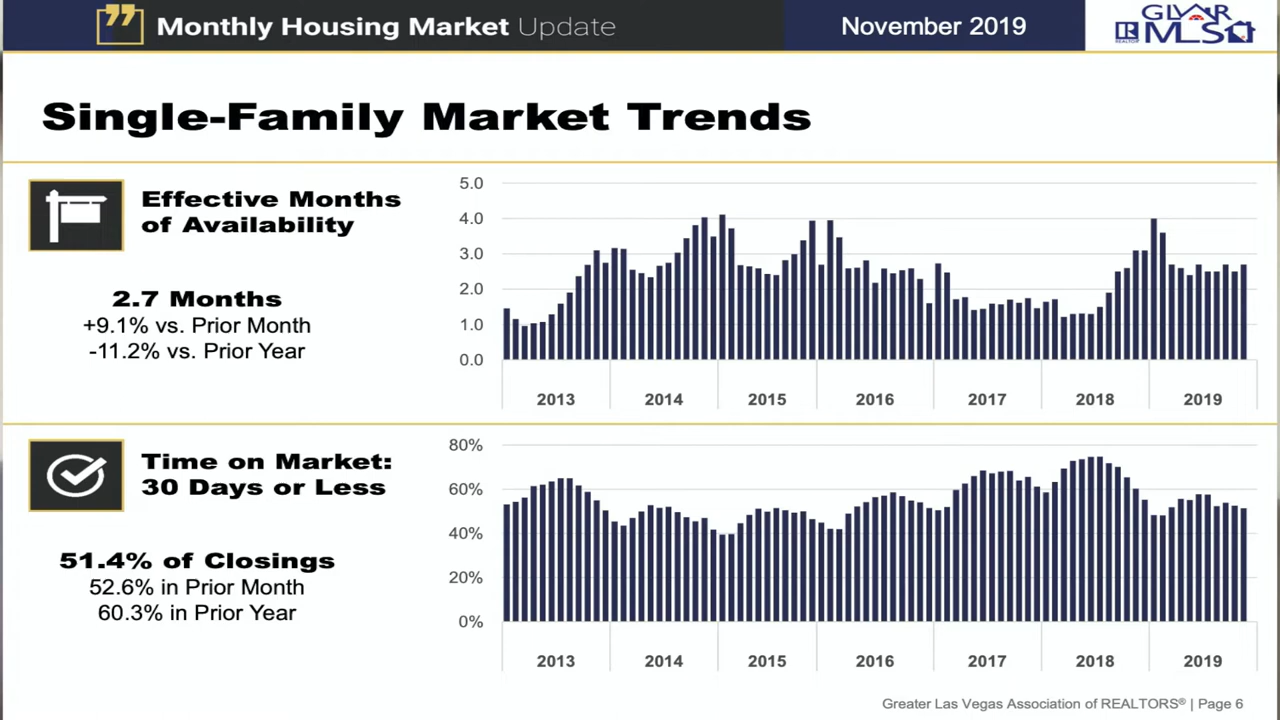 Monthly Housing Market Update
November 2019
GLVAR
MLS
REALTOR
Single-Family Market Trends
Effective Months
of Availability
2.7 Months
+9.1% vs. Prior Month
-11.2% vs. Prior Year
5.0
4.0
3.0
2.0
1.0
0.0
2013 2014 2015 2016 2017 2018 2019
Time on Market:
30 Days or Less
51.4% of Closings
52.6% in Prior Month
60.3% in Prior Year
80%
60%
40%
20%
0%
2013 2014 2015 2016 2017 2018 2019
Greater Las Vegas Association of REALTORS® | Page 6